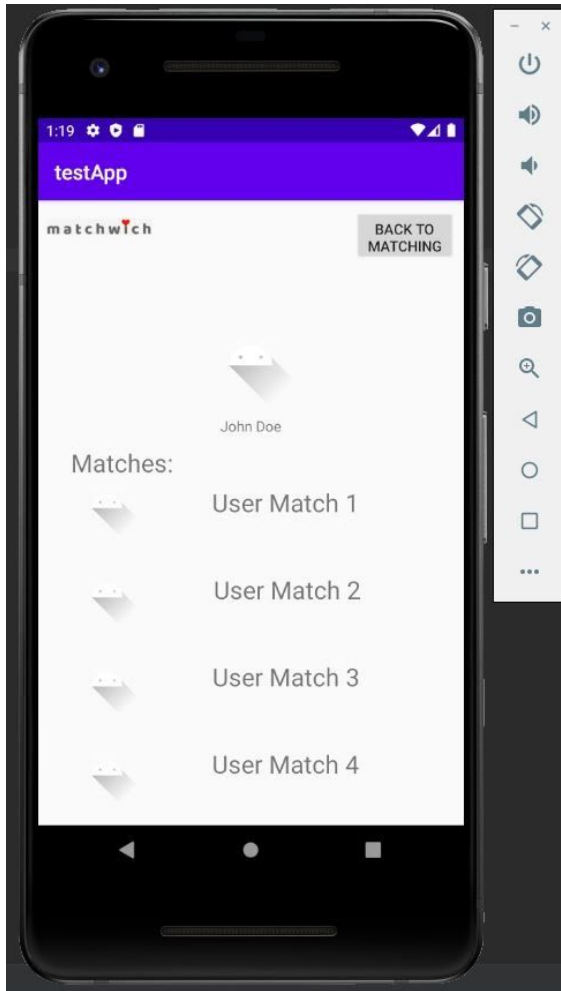 1:19
testApp
matchwich
BACK TO
MATCHING
John Doe
Matches:
User Match 1
User Match 2
User Match 3
User Match 4